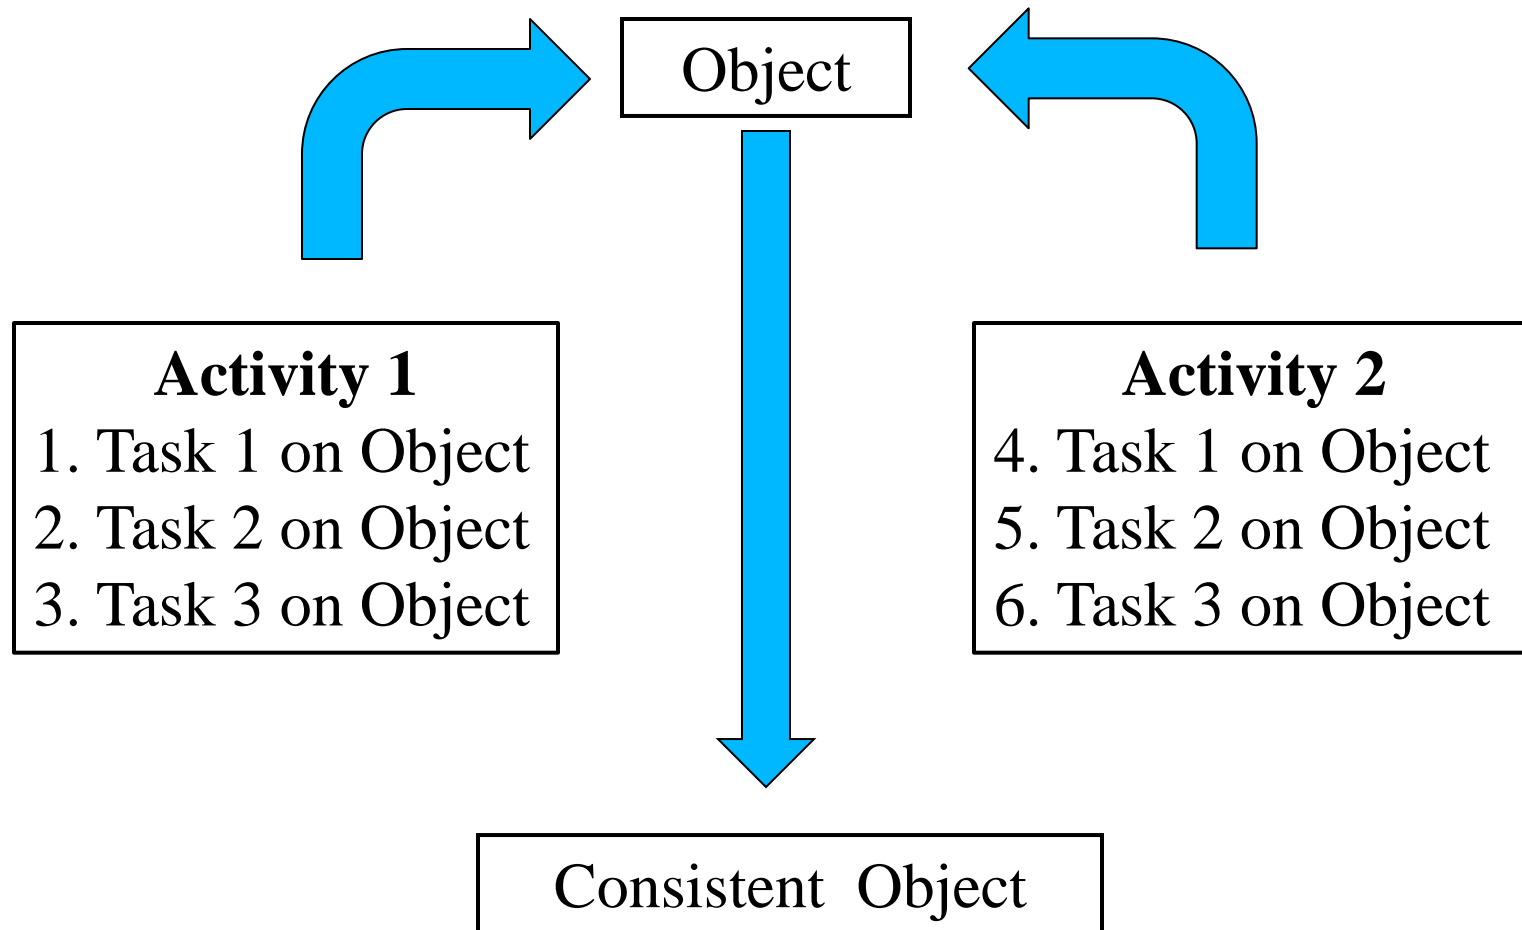 Object
Activity 1
1. Task 1 on Object
2. Task 2 on Object
3. Task 3 on Object
Activity 2
4. Task 1 on Object
5. Task 2 on Object
6. Task 3 on Object
Consistent Object